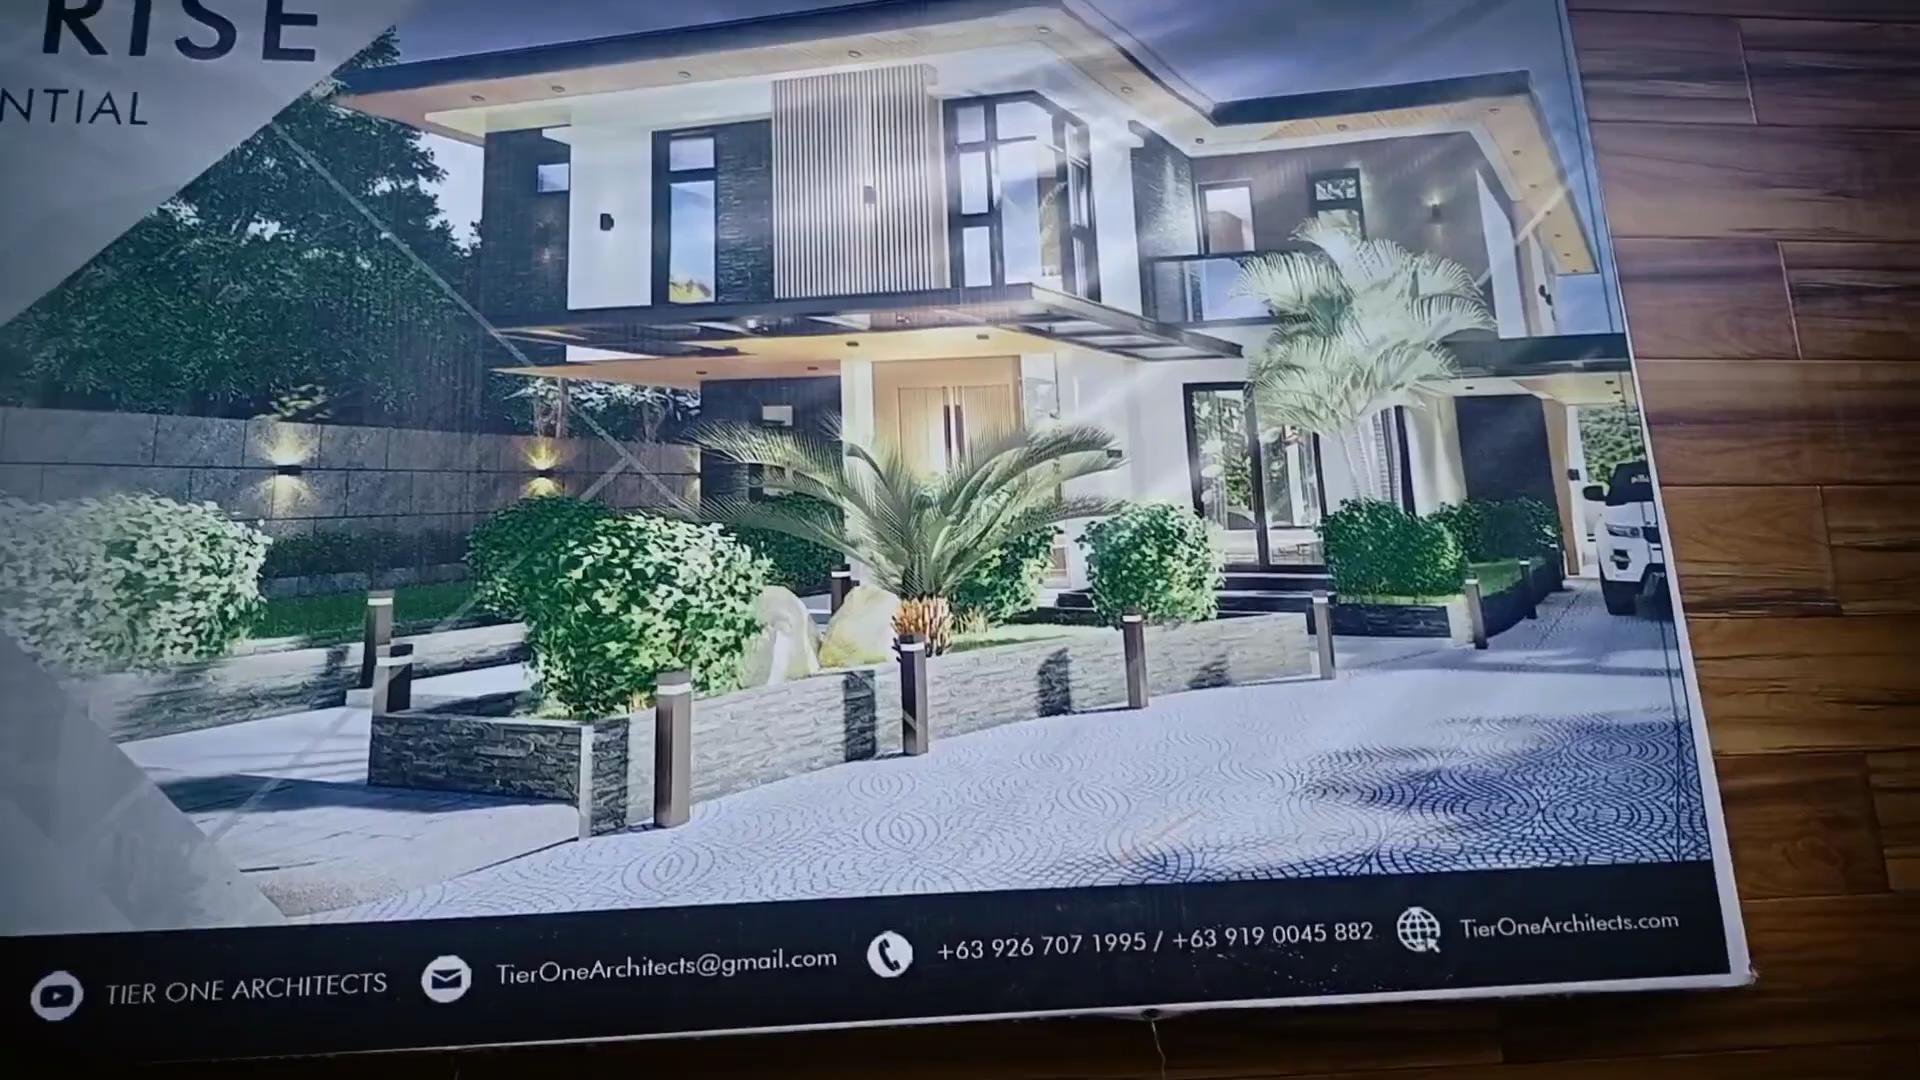 RISE
NTIAL
TIER ONE ARCHITECTS
TierOneArchitects@gmail.com
+63 926 707 1995 / +63 919 0045 882
TierOneArchitects.com